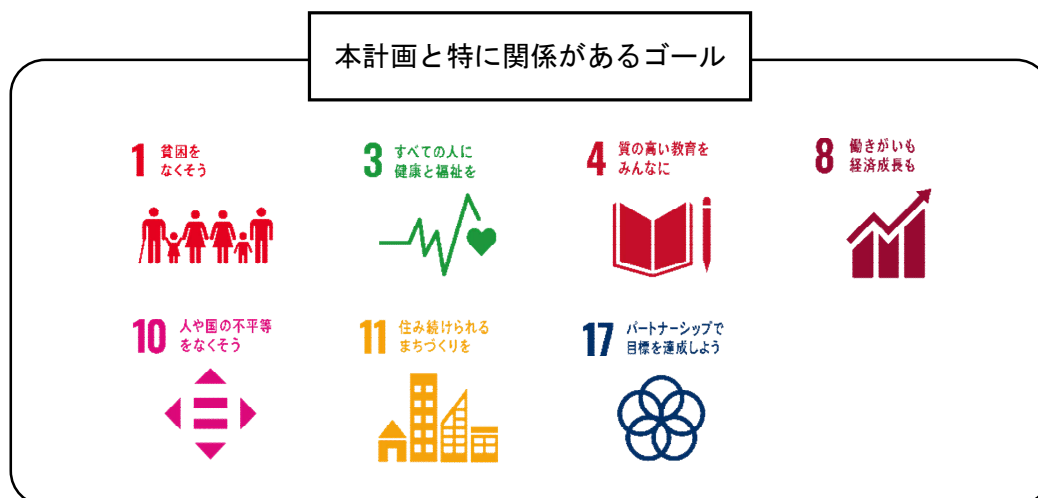 本計画と特に関係があるゴール
1 貧困を
なくそう
3 すべての人に
健康と福祉を
4 質の高い教育を
みんなに
8 働きがいも
経済成長も
10 人や国の不平等
をなくそう
11 住み続けられる
まちづくりを
17 パートナーシップで
目標を達成しよう